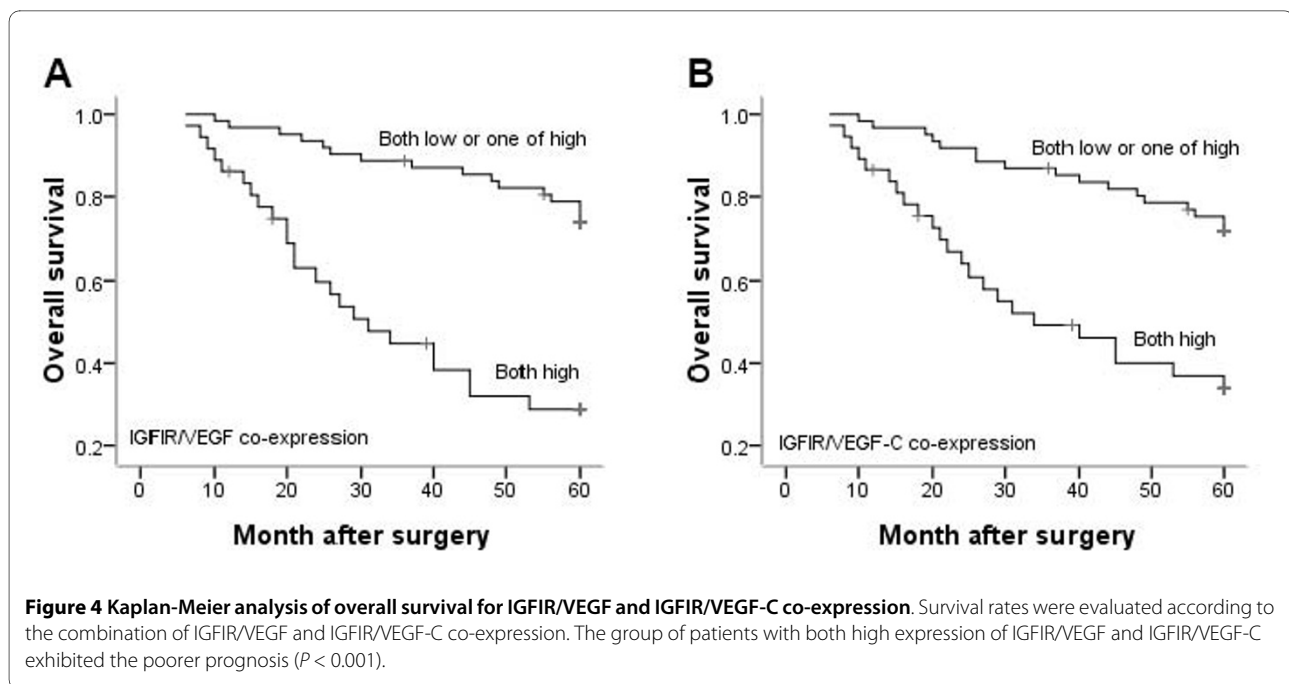 A
1.0
0.8
0.6
0.4
0.2
Overall survival
Both low or one of high
Both high
IGFIR/VEGF co-expression
0 10 20 30 40 50 60
Month after surgery
B
1.0
0.8
0.6
0.4
0.2
Overall survival
Both low or one of high
Both high
IGFIR/VEGF-C co-expression
0 10 20 30 40 50 60
Month after surgery
Figure 4 Kaplan-Meier analysis of overall survival for IGFIR/VEGF and IGFIR/VEGF-C co-expression. Survival rates were evaluated according to
the combination of IGFIR/VEGF and IGFIR/VEGF-C co-expression. The group of patients with both high expression of IGFIR/VEGF and IGFIR/VEGF-C
exhibited the poorer prognosis (P < 0.001).